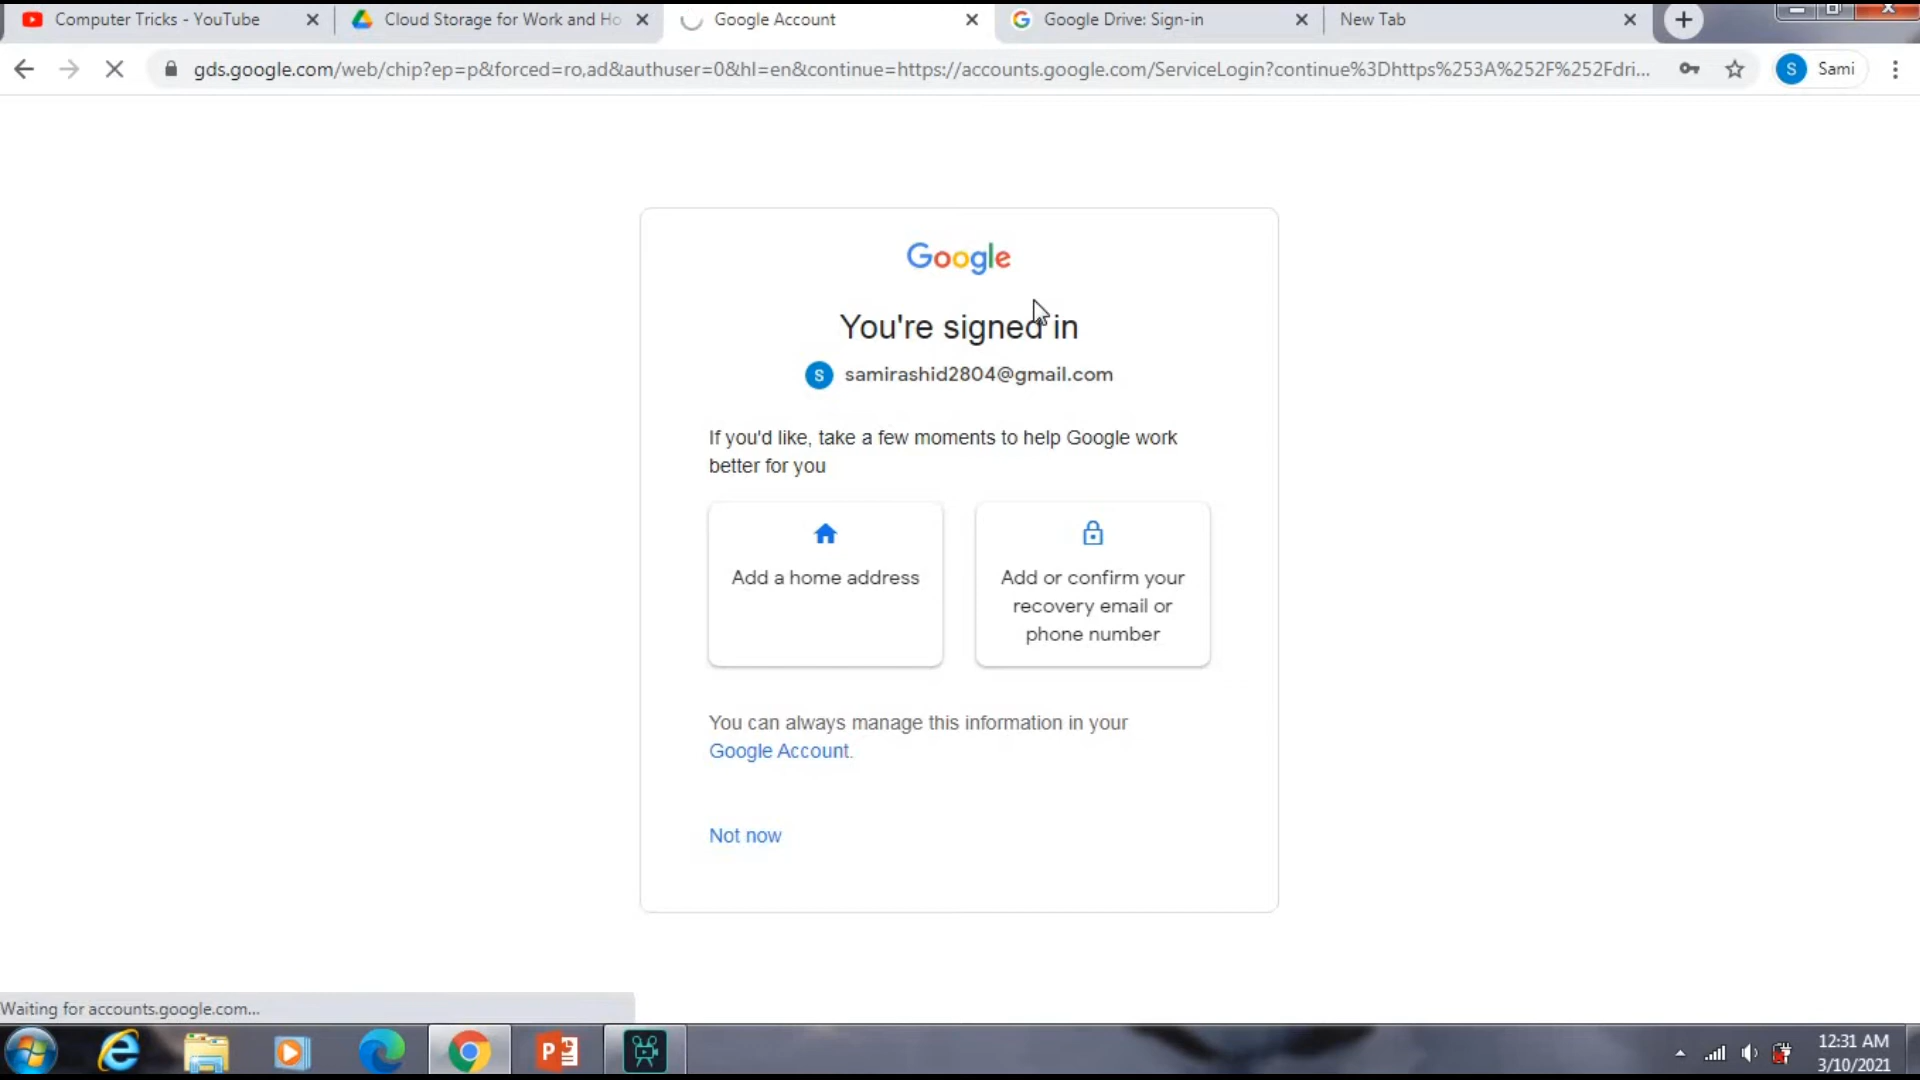 Computer Tricks - YouTube
Cloud Storage for Work and Ho
Google Account
Google Drive: Sign-in
New Tab
gds.google.com/web/chip?ep=p&forced=ro,ad&authuser=0&hl=en&continue=https://accounts.google.com/ServiceLogin?continue%3Dhttps%253A%252F%252Fdri...
S Sami
Google
You're signed in
S samirashid2804@gmail.com
If you'd like, take a few moments to help Google work
better for you
Add a home address
Add or confirm your
recovery email or
phone number
You can always manage this information in your
Google Account.
Not now
Waiting for accounts.google.com...
12:31 AM
3/10/2021